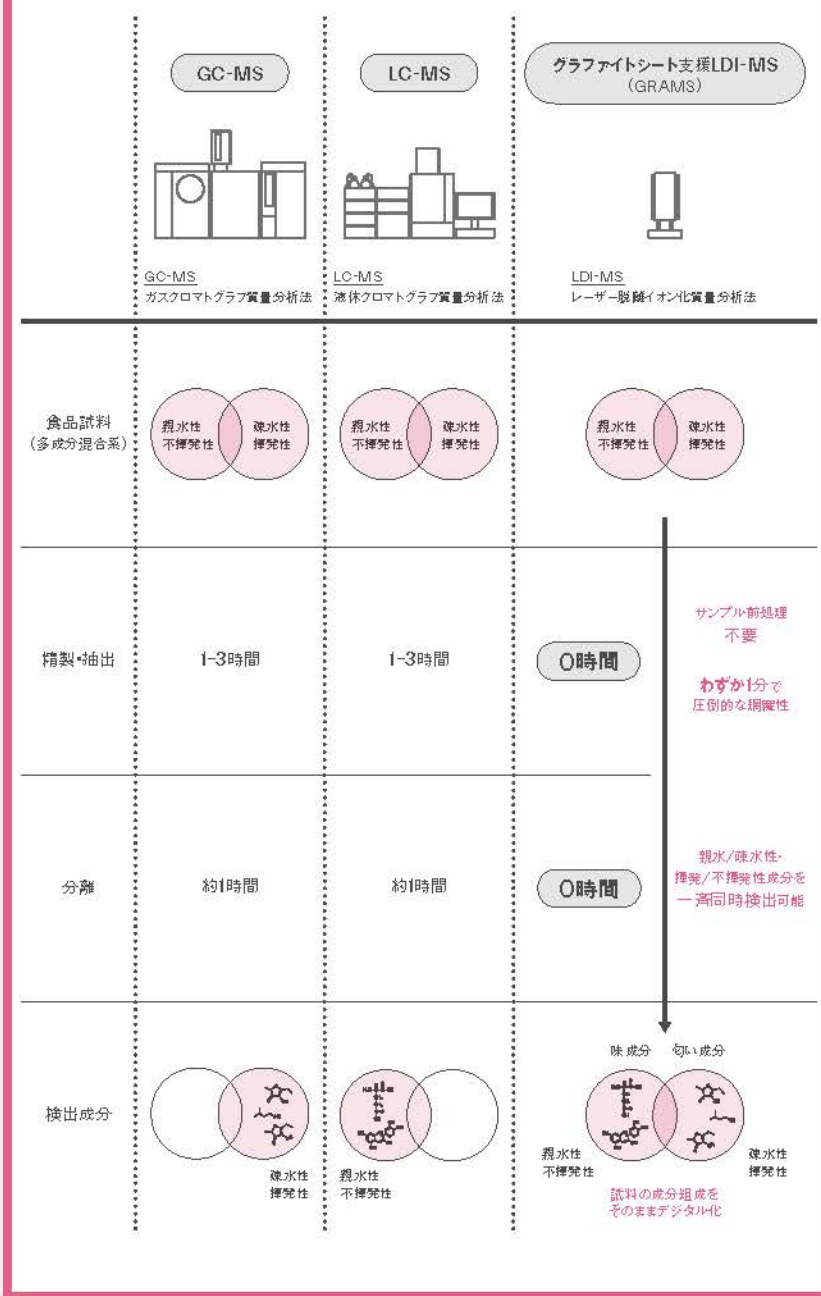 GC-MS
LC-MS
グラファイトシート支援LDI-MS
(GRAMS)
GC-MS
ガスクロマトグラフ質量分析法
LC-MS
液体クロマトグラフ質量分析法
LDI-MS
レーザー脱離イオン化質量分析法
食品試料
(多成分混合系)
親水性
不揮発性
疎水性
揮発性
親水性
不揮発性
疎水性
揮発性
親水性
不揮発性
疎水性
揮発性
精製・抽出
1-3時間
1-3時間
0時間
サンプル前処理
不要
わずか1分で
圧倒的な網羅性
分離
約1時間
約1時間
0時間
親水/疎水性・
揮発/不揮発性成分を
一斉同時検出可能
検出成分
疎水性
揮発性
親水性
不揮発性
味成分
匂い成分
親水性
不揮発性
疎水性
揮発性
試料の成分組成を
そのままデジタル化